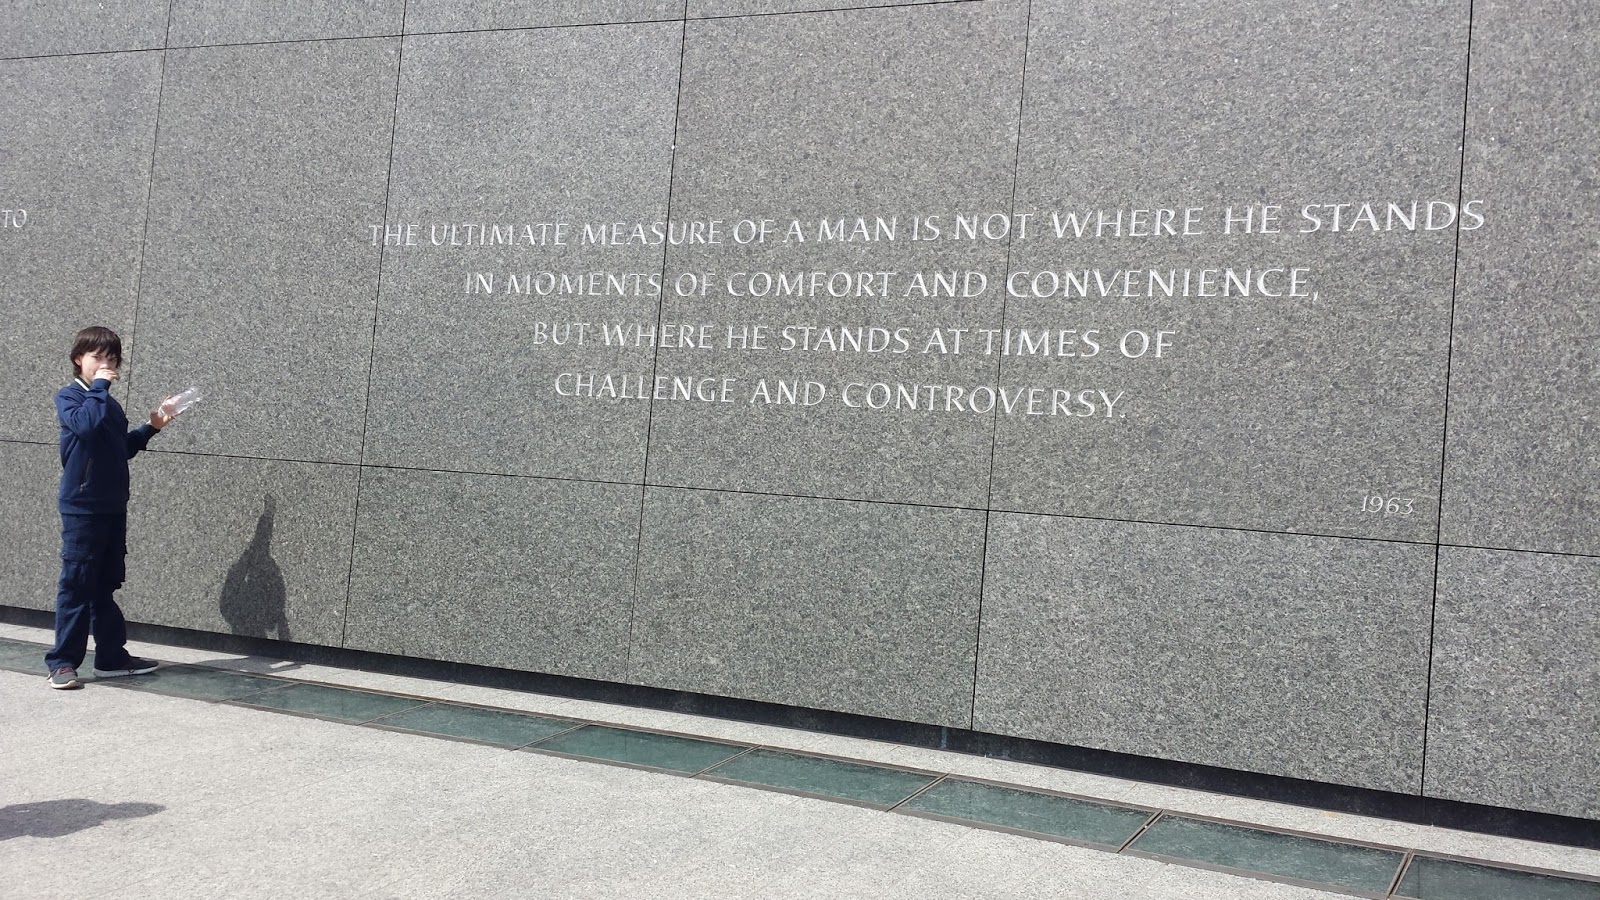 TO
THE ULTIMATE MEASURE OF A MAN IS NOT WHERE HE STANDS
IN MOMENTS OF COMFORT AND CONVENIENCE,
BUT WHERE HE STANDS AT TIMES OF
CHALLENGE AND CONTROVERSY.
1963